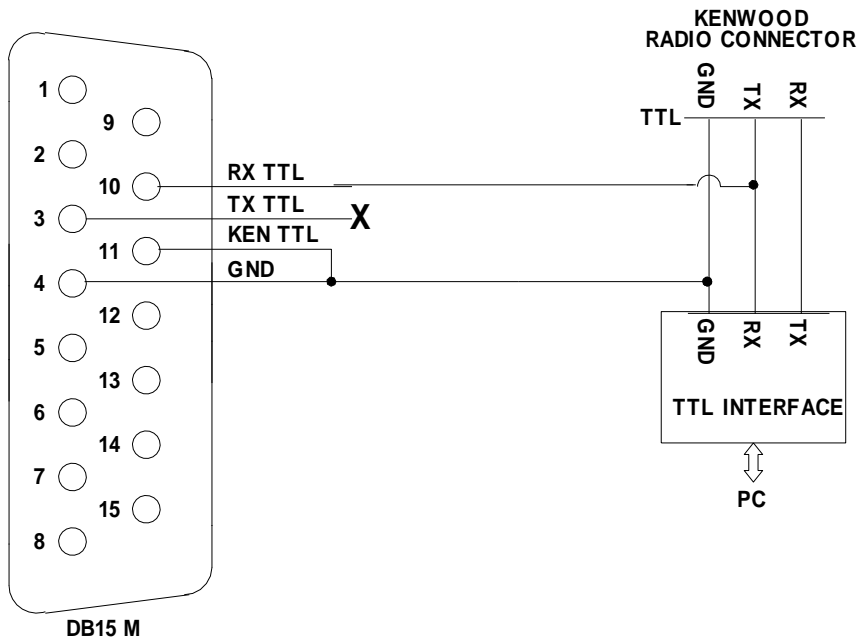 KENWOOD
RADIO CONNECTOR
GND TX RX
TTL
1
9
2
10 RX TTL
3 TX TTL X
11 KEN TTL
4 GND
12
5
13
6
14
7
15
8
GND RX TX
TTL INTERFACE
PC
DB15 M